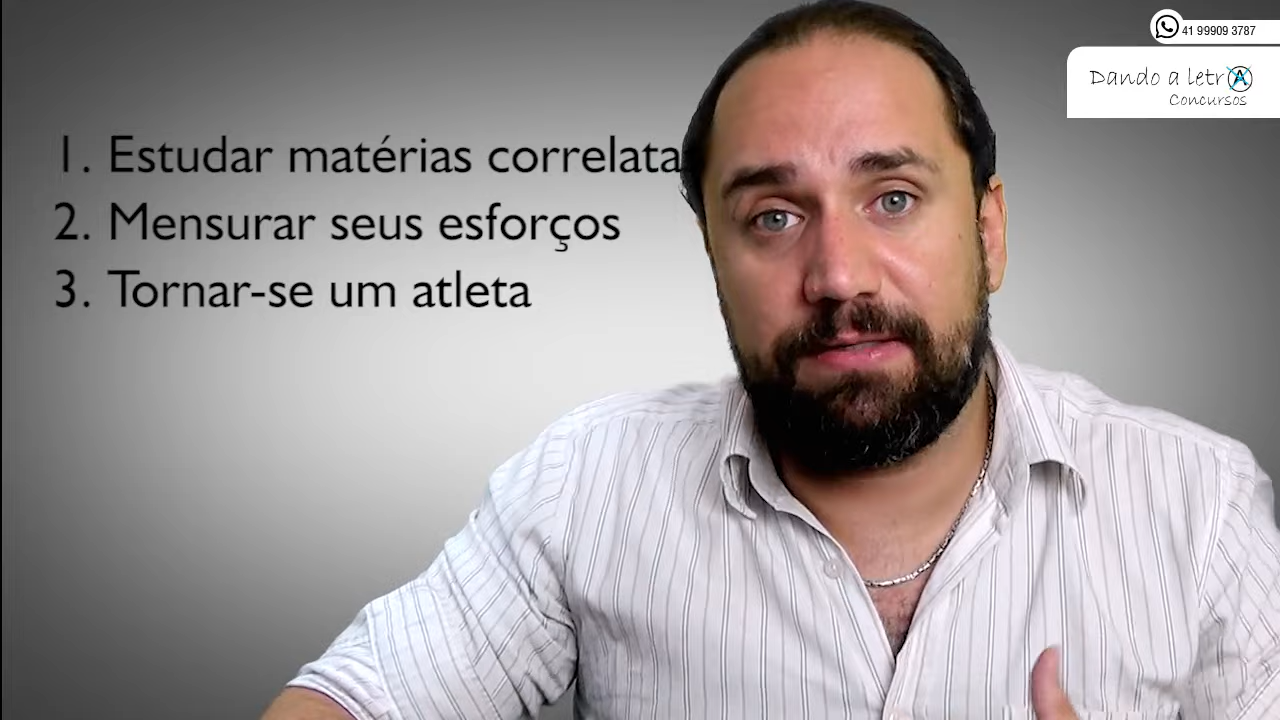 41 99909 3787
Dando a letrA
Concursos
1. Estudar matérias correlata
2. Mensurar seus esforços
3. Tornar-se um atleta